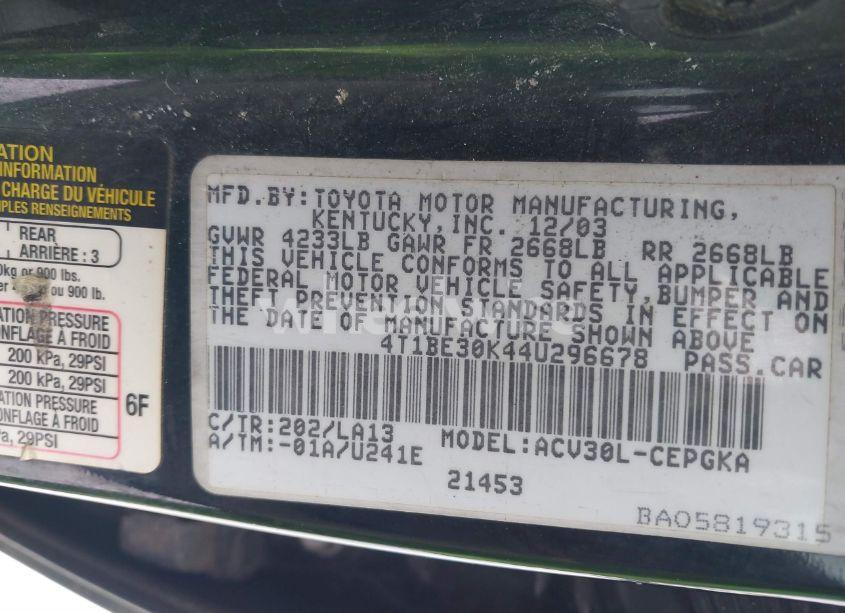 ATION
INFORMATION
CHARGE DU VÉHICULE
MPLES RENSEIGNEMENTS
REAR
ARRIÈRE : 3
0kg or 900 lbs.
ou 900 lb.
ATION PRESSURE
ONFLAGE À FROID
200 kPa, 29PSI
200 kPa, 29PSI
ATION PRESSURE
ONFLAGE À FROID
a, 29PSI
6F
MFD.BY:TOYOTA MOTOR MANUFACTURING,
KENTUCKY,INC. 12/03
GVWR 4233LB GAWR FR 2668LB RR 2668LB
THIS VEHICLE CONFORMS TO ALL APPLICABLE
FEDERAL MOTOR VEHICLE SAFETY,BUMPER AND
THEFT PREVENTION STANDARDS IN EFFECT ON
THE DATE OF MANUFACTURE SHOWN ABOVE
4T1BE30K44U296678 PASS.CAR
C/TR:202/LA13 MODEL:ACV30L-CEPGKA
A/TM:-01A/U241E
21453
BA05819315